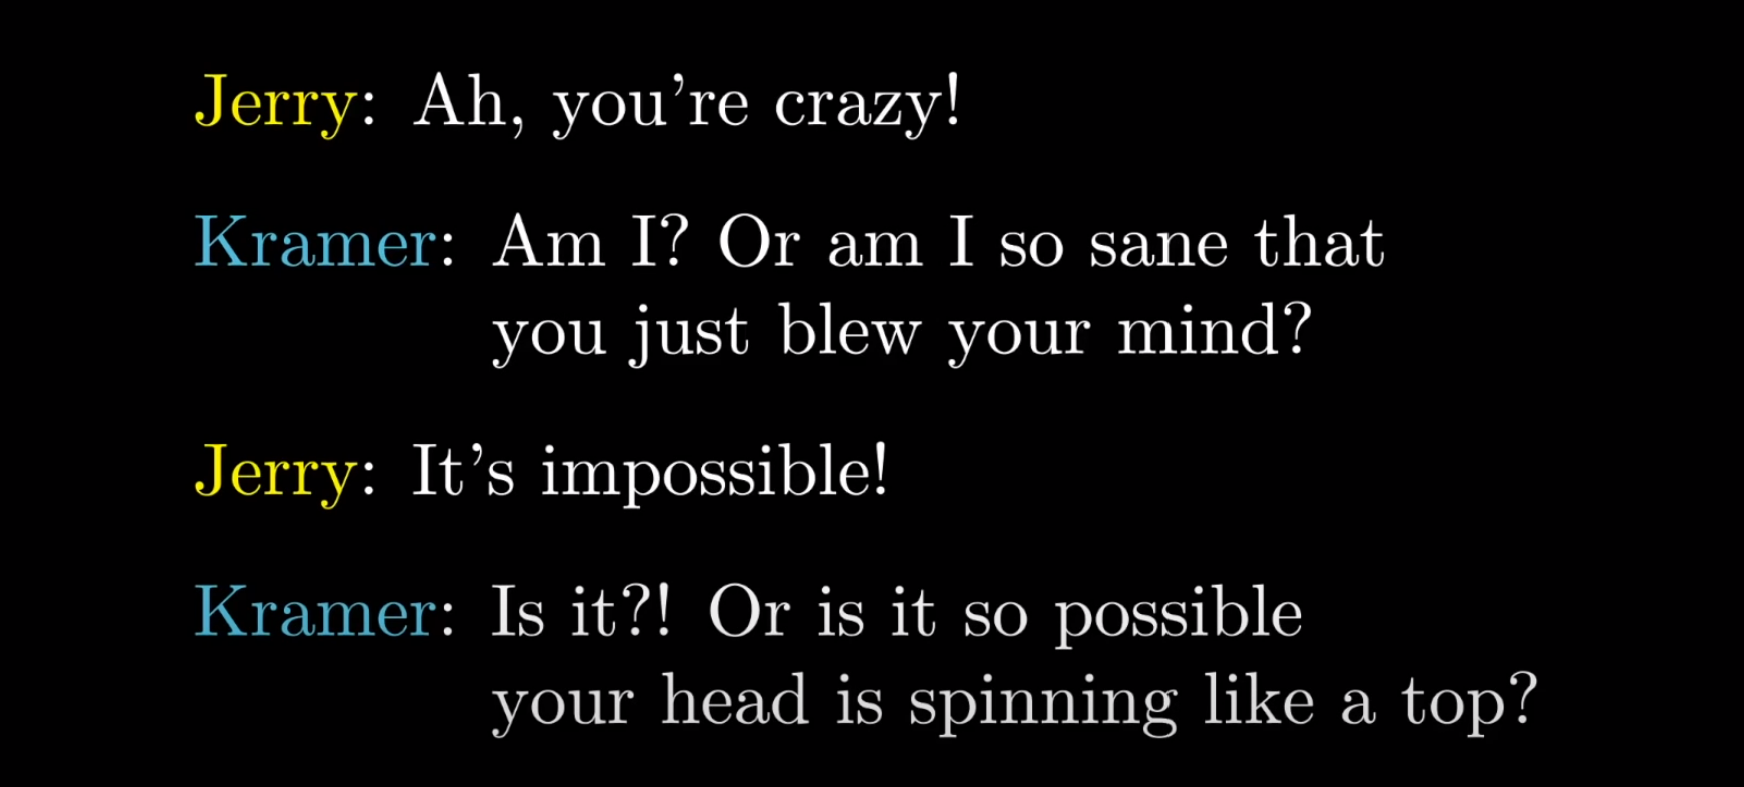 Jerry: Ah, you're crazy!
Kramer: Am I? Or am I so sane that
you just blew your mind?
Jerry: It's impossible!
Kramer: Is it?! Or is it so possible
your head is spinning like a top?